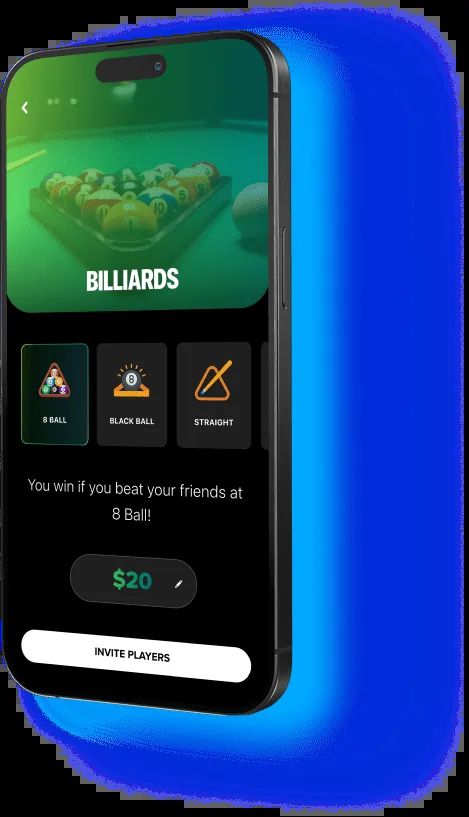 BILLIARDS
8 BALL
BLACK BALL
STRAIGHT
You win if you beat your friends at
8 Ball!
$20
INVITE PLAYERS